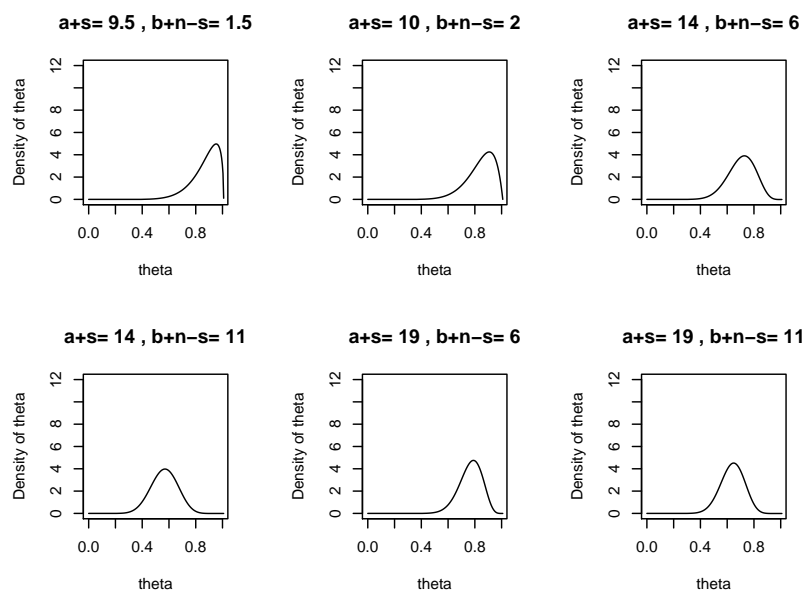 a+s= 9.5 , b+n−s= 1.5
Density of theta
0 2 4 6 8 12
0.0 0.4 0.8
theta
a+s= 10 , b+n−s= 2
Density of theta
0 2 4 6 8 12
0.0 0.4 0.8
theta
a+s= 14 , b+n−s= 6
Density of theta
0 2 4 6 8 12
0.0 0.4 0.8
theta
a+s= 14 , b+n−s= 11
Density of theta
0 2 4 6 8 12
0.0 0.4 0.8
theta
a+s= 19 , b+n−s= 6
Density of theta
0 2 4 6 8 12
0.0 0.4 0.8
theta
a+s= 19 , b+n−s= 11
Density of theta
0 2 4 6 8 12
0.0 0.4 0.8
theta